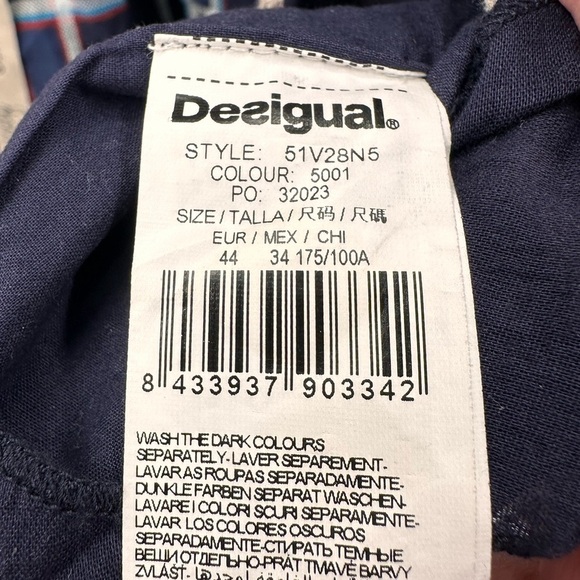 Desigual®
STYLE: 51V28N5
COLOUR: 5001
PO: 32023
SIZE / TALLA / 尺码 / 尺碼
EUR / MEX / CHI
44 34 175/100A
8 433937 903342
WASH THE DARK COLOURS
SEPARATELY-LAVER SEPAREMENT-
LAVAR AS ROUPAS SEPARADAMENTE-
DUNKLE FARBEN SEPARAT WASCHEN-
LAVARE I COLORI SCURI SEPARAMENTE-
LAVAR LOS COLORES OSCUROS
SEPARADAMENTE-СТИРАТЬ ТЕМНЫЕ
ВЕЩИ ОТДЕЛЬНО-PRÁT TMAVÉ BARVY
ZVLÁŠŤ-